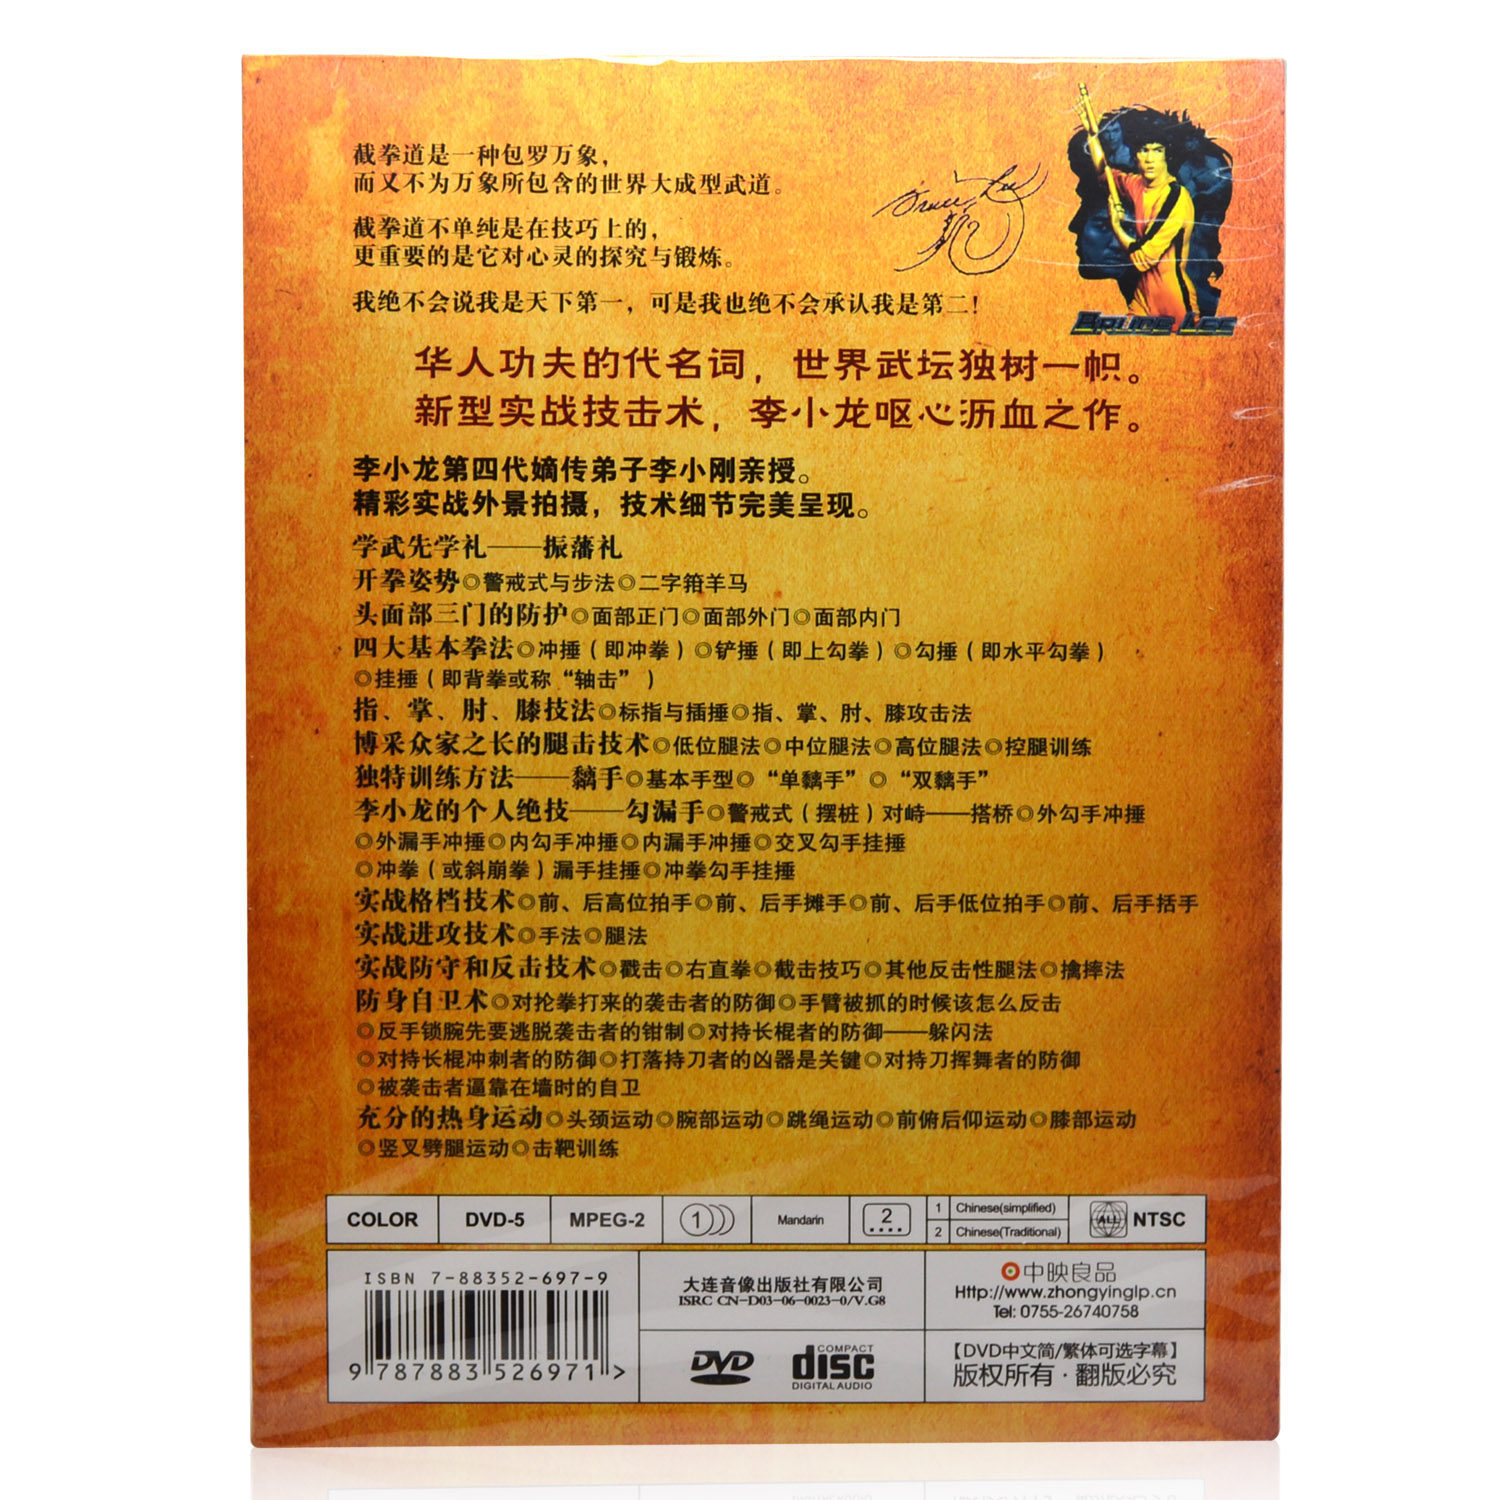 截拳道是一种包罗万象，
而又不为万象所包含的世界大成型武道。
截拳道不单纯是在技巧上的，
更重要的是它对心灵的探究与锻炼。
我绝不会说我是天下第一，可是我也绝不会承认我是第二！
Bruce Lee
BRUCE LEE
华人功夫的代名词，世界武坛独树一帜。
新型实战技击术，李小龙呕心沥血之作。
李小龙第四代嫡传弟子李小刚亲授。
精彩实战外景拍摄，技术细节完美呈现。
学武先学礼——振藩礼
开拳姿势◎警戒式与步法◎二字箝羊马
头面部三门的防护◎面部正门◎面部外门◎面部内门
四大基本拳法◎冲捶（即冲拳）◎铲捶（即上勾拳）◎勾捶（即水平勾拳）
◎挂捶（即背拳或称“轴击”）
指、掌、肘、膝技法◎标指与插捶◎指、掌、肘、膝攻击法
博采众家之长的腿击技术◎低位腿法◎中位腿法◎高位腿法◎控腿训练
独特训练方法——黐手◎基本手型◎“单黐手”◎“双黐手”
李小龙的个人绝技——勾漏手◎警戒式（摆桩）对峙——搭桥◎外勾手冲捶
◎外漏手冲捶◎内勾手冲捶◎内漏手冲捶◎交叉勾手挂捶
◎冲拳（或斜崩拳）漏手挂捶◎冲拳勾手挂捶
实战格档技术◎前、后高位拍手◎前、后手摊手◎前、后手低位拍手◎前、后手括手
实战进攻技术◎手法◎腿法
实战防守和反击技术◎戳击◎右直拳◎截击技巧◎其他反击性腿法◎擒摔法
防身自卫术◎对抡拳打来的袭击者的防御◎手臂被抓的时候该怎么反击
◎反手锁腕先要逃脱袭击者的钳制◎对持长棍者的防御——躲闪法
◎对持长棍冲刺者的防御◎打落持刀者的凶器是关键◎对持刀挥舞者的防御
◎被袭击者逼靠在墙时的自卫
充分的热身运动◎头颈运动◎腕部运动◎跳绳运动◎前俯后仰运动◎膝部运动
◎竖叉劈腿运动◎击靶训练
COLOR DVD-5 MPEG-2 1 Mandarin 2 1 Chinese(simplified) 2 Chinese(Traditional) ALL NTSC
ISBN 7-88352-697-9
9 787883 526971 >
大连音像出版社有限公司
ISRC CN-D03-06-0023-0/V.G8
中映良品
Http://www.zhongyinglp.cn
Tel: 0755-26740758
DVD
COMPACT
disc
DIGITAL AUDIO
【DVD中文简/繁体可选字幕】
版权所有·翻版必究